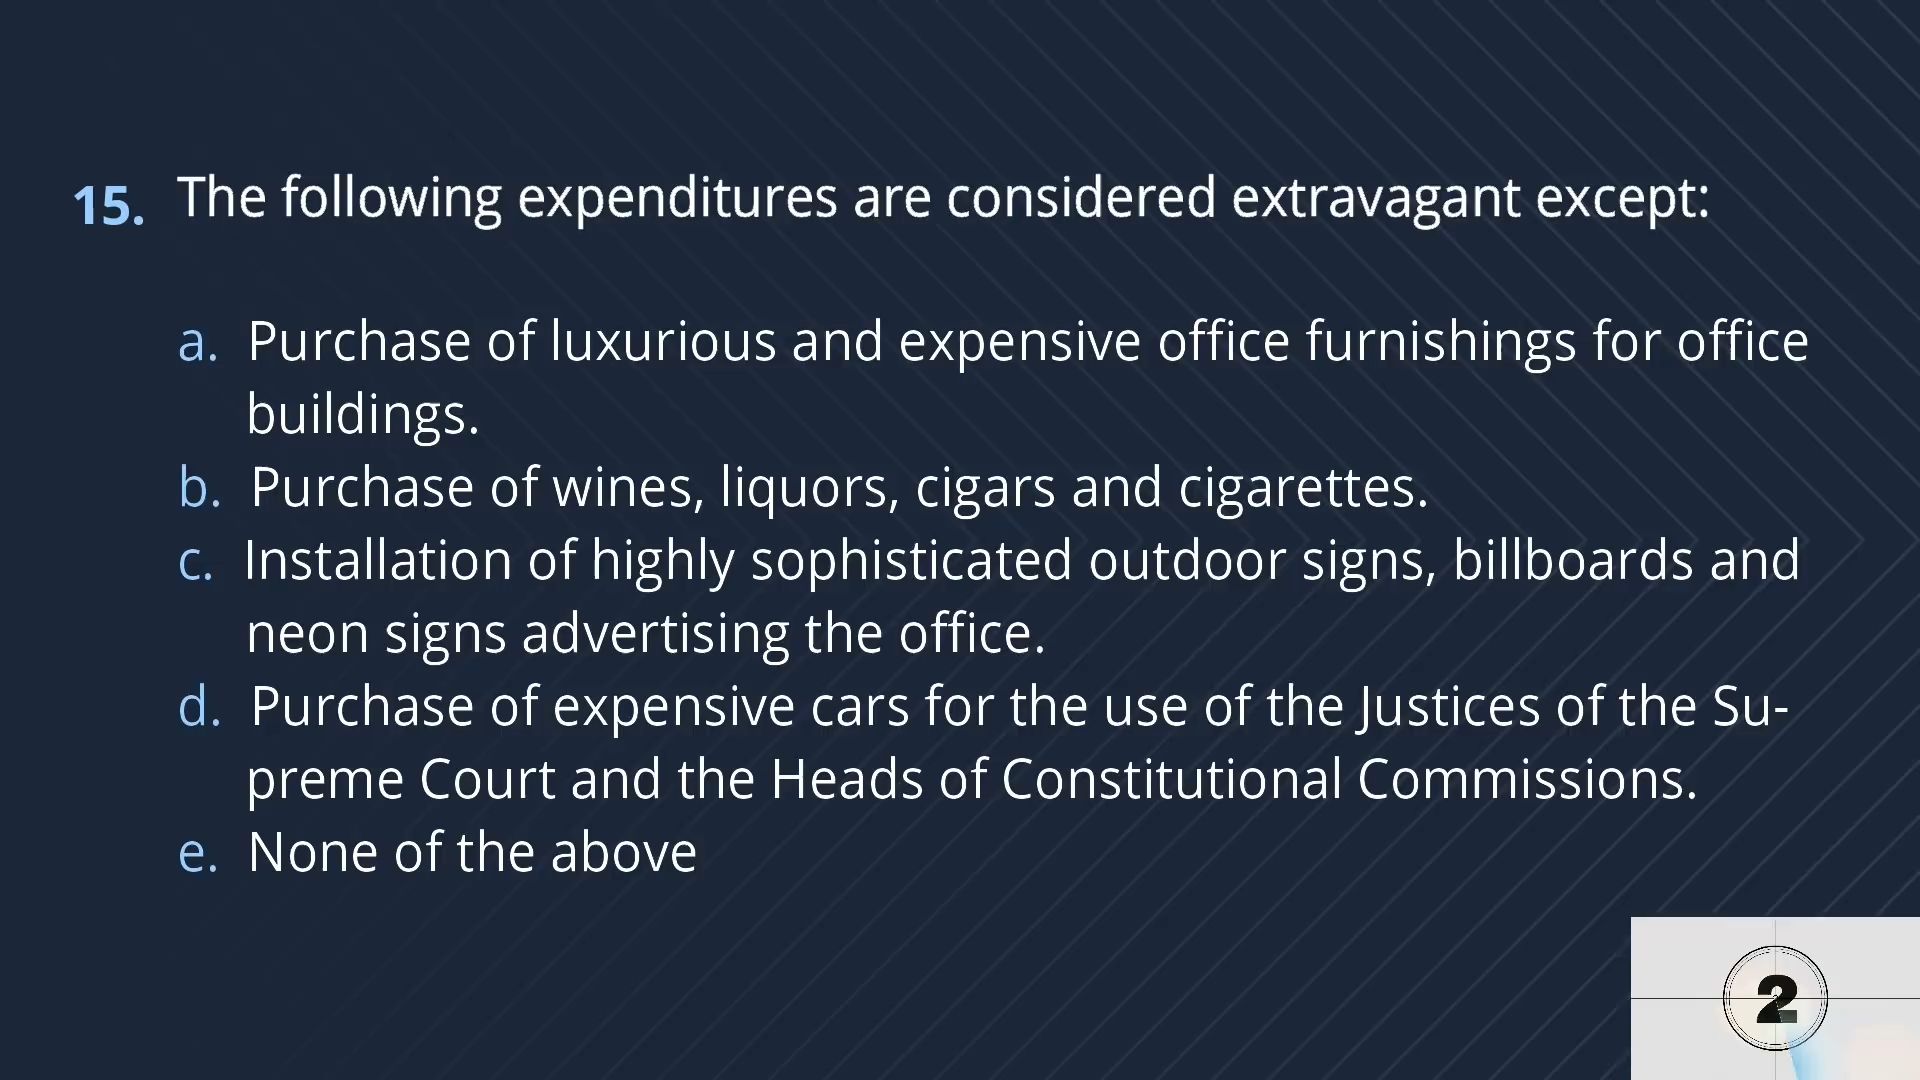 15. The following expenditures are considered extravagant except:
a. Purchase of luxurious and expensive office furnishings for office
buildings.
b. Purchase of wines, liquors, cigars and cigarettes.
c. Installation of highly sophisticated outdoor signs, billboards and
neon signs advertising the office.
d. Purchase of expensive cars for the use of the Justices of the Su-
preme Court and the Heads of Constitutional Commissions.
e. None of the above
2